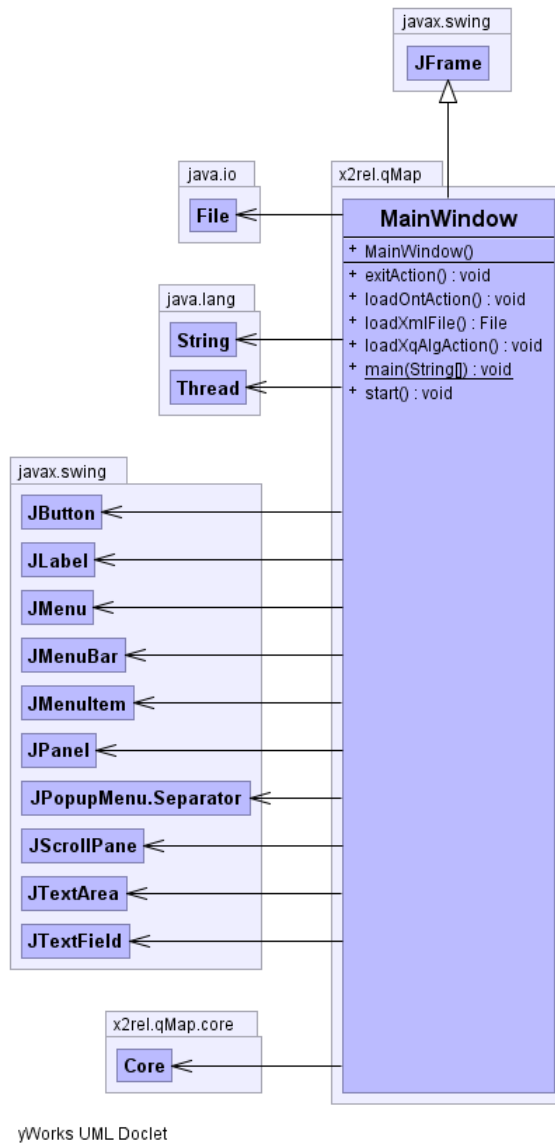 javax.swing
JFrame
java.io
File
x2rel.qMap
MainWindow
+ MainWindow()
+ exitAction() : void
+ loadOntAction() : void
+ loadXmlFile() : File
+ loadXqAlgAction() : void
+ main(String[]) : void
+ start() : void
java.lang
String
Thread
javax.swing
JButton
JLabel
JMenu
JMenuBar
JMenuItem
JPanel
JPopupMenu.Separator
JScrollPane
JTextArea
JTextField
x2rel.qMap.core
Core
yWorks UML Doclet